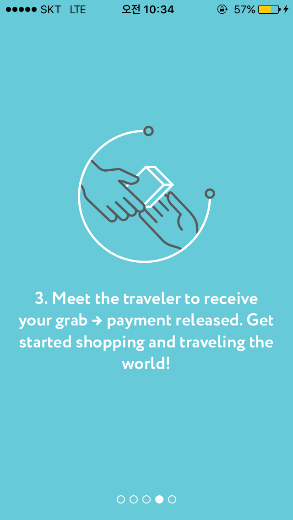 SKT LTE 오전 10:34 57%
3. Meet the traveler to receive
your grab → payment released. Get
started shopping and traveling the
world!